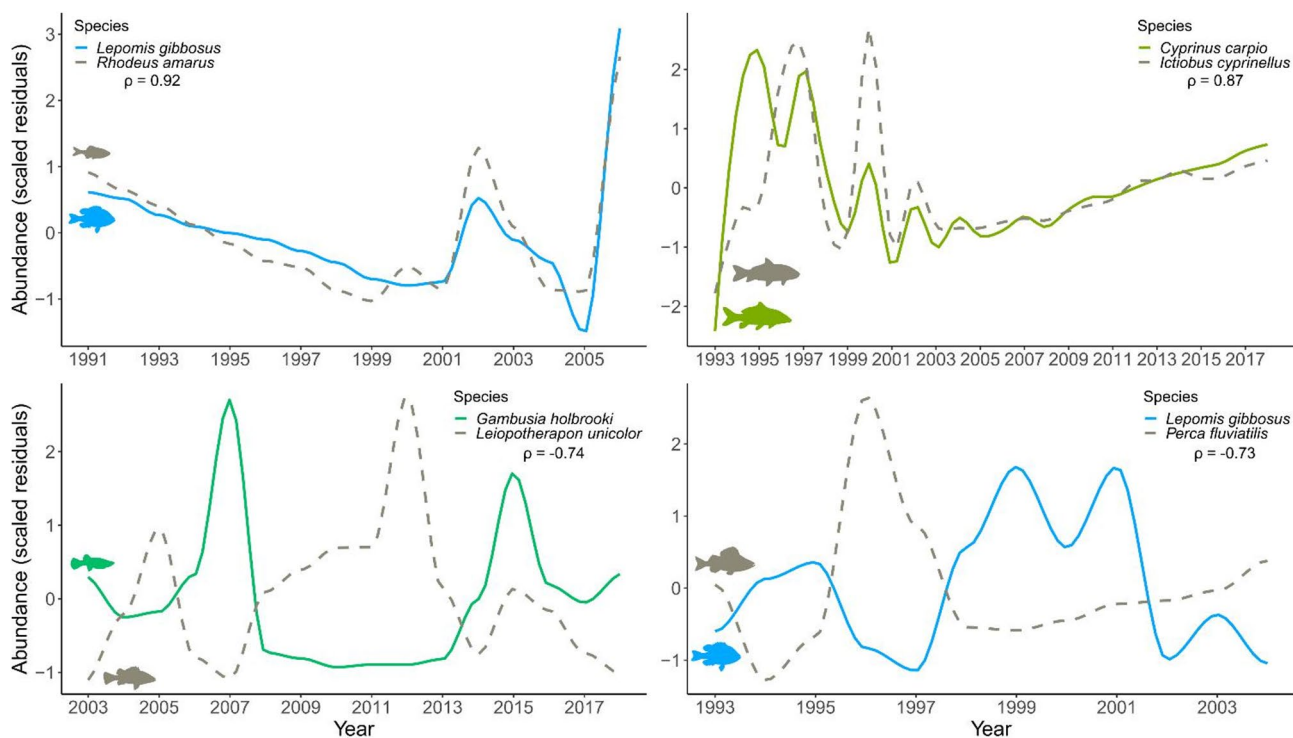 Species
Lepomis gibbosus
Rhodeus amarus
ρ = 0.92
Abundance (scaled residuals)
3
2
1
0
−1
1991 1993 1995 1997 1999 2001 2003 2005
Species
Cyprinus carpio
Ictiobus cyprinellus
ρ = 0.87
2
1
0
−1
−2
1993 1995 1997 1999 2001 2003 2005 2007 2009 2011 2013 2015 2017
Species
Gambusia holbrooki
Leiopotherapon unicolor
ρ = -0.74
Abundance (scaled residuals)
2
1
0
−1
2003 2005 2007 2009 2011 2013 2015 2017
Year
Species
Lepomis gibbosus
Perca fluviatilis
ρ = -0.73
2
1
0
−1
1993 1995 1997 1999 2001 2003
Year